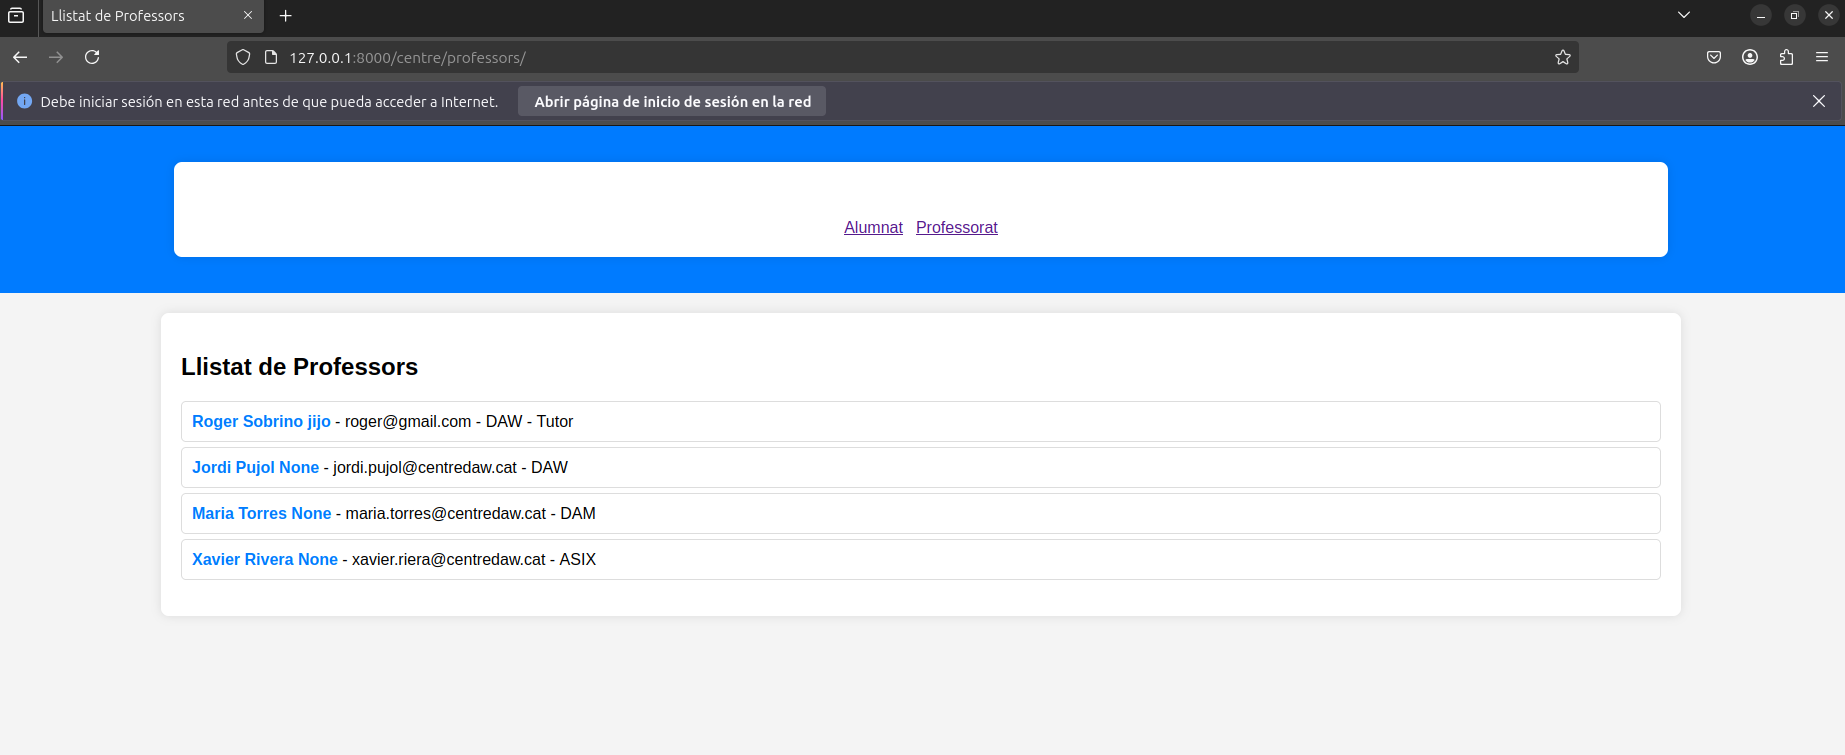 Llistat de Professors
127.0.0.1:8000/centre/professors/
Debe iniciar sesión en esta red antes de que pueda acceder a Internet. Abrir página de inicio de sesión en la red
Alumnat Professorat
Llistat de Professors
Roger Sobrino jijo - roger@gmail.com - DAW - Tutor
Jordi Pujol None - jordi.pujol@centredaw.cat - DAW
Maria Torres None - maria.torres@centredaw.cat - DAM
Xavier Rivera None - xavier.riera@centredaw.cat - ASIX